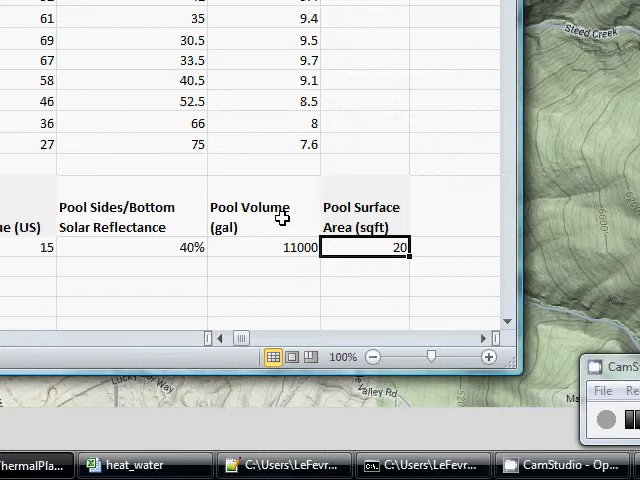 61 35 9.4
69 30.5 9.5
67 33.5 9.7
58 40.5 9.1
46 52.5 8.5
36 66 8
27 75 7.6
Pool Sides/Bottom Pool Volume Pool Surface
(US) Solar Reflectance (gal) Area (sqft)
15 40% 11000 20
100%
Steed Creek
6000'
Valley Rd
File
hermalPla...
heat_water
C:\Users\LeFevr...
C:\Users\LeFevr...
CamStudio - Op...